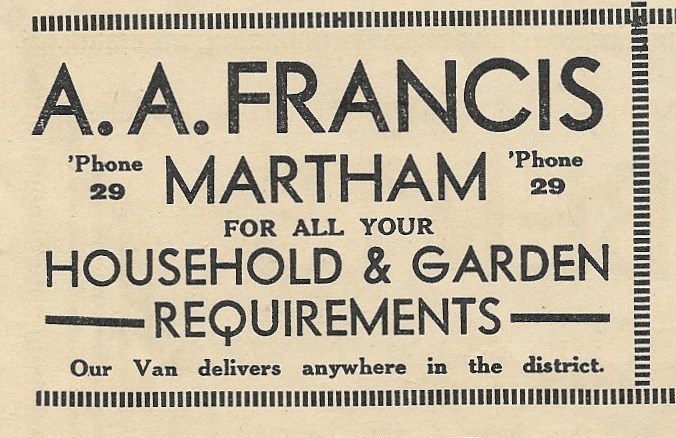 A. A. FRANCIS
'Phone 29 MARTHAM 'Phone 29
FOR ALL YOUR
HOUSEHOLD & GARDEN
REQUIREMENTS
Our Van delivers anywhere in the district.